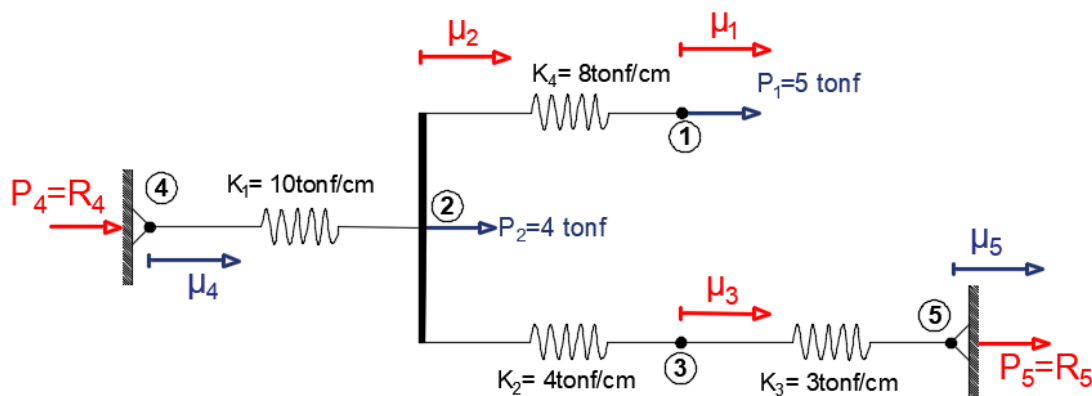 μ₂
μ₁
K₄= 8tonf/cm
P₁=5 tonf
1
P₄=R₄
4
K₁= 10tonf/cm
2
P₂=4 tonf
μ₄
μ₅
μ₃
5
3
K₂= 4tonf/cm
K₃= 3tonf/cm
P₅=R₅